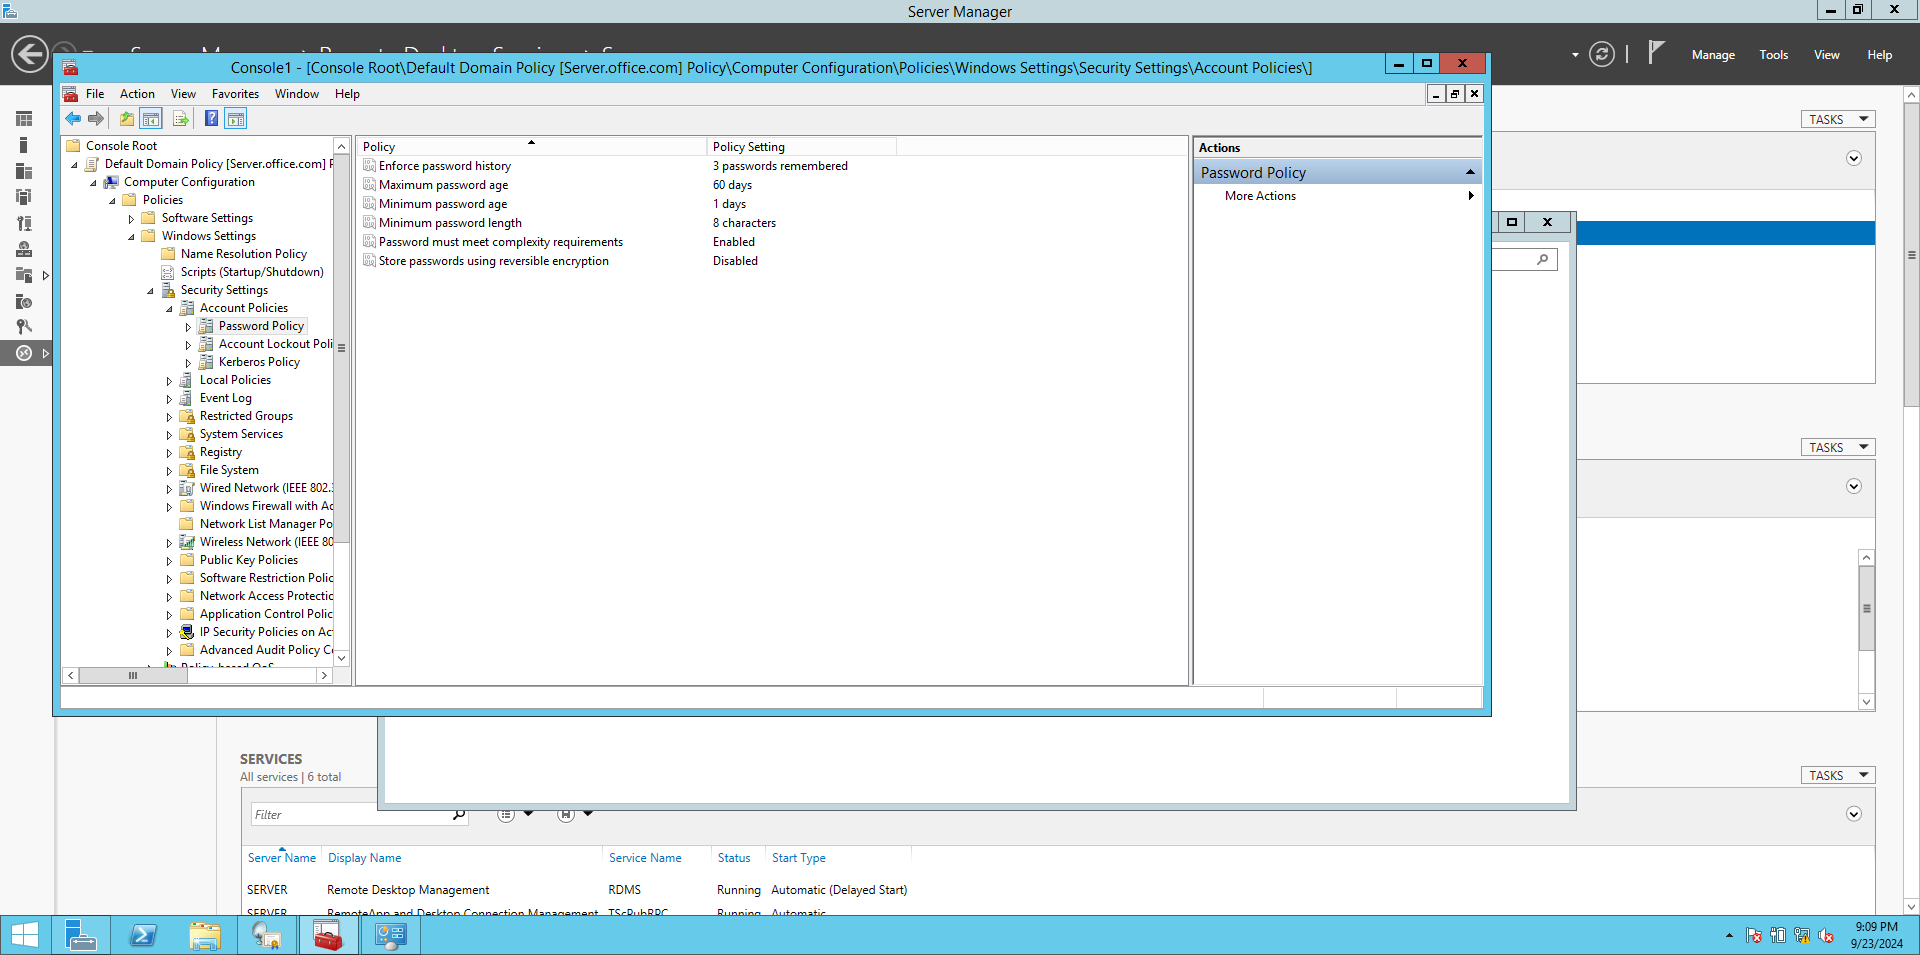 Server Manager
Manage Tools View Help
Console1 - [Console Root\Default Domain Policy [Server.office.com] Policy\Computer Configuration\Policies\Windows Settings\Security Settings\Account Policies\]
File Action View Favorites Window Help
TASKS
Console Root
Default Domain Policy [Server.office.com]
Computer Configuration
Policies
Software Settings
Windows Settings
Name Resolution Policy
Scripts (Startup/Shutdown)
Security Settings
Account Policies
Password Policy
Account Lockout Poli
Kerberos Policy
Local Policies
Event Log
Restricted Groups
System Services
Registry
File System
Wired Network (IEEE 802.3
Windows Firewall with Ad
Network List Manager Po
Wireless Network (IEEE 80
Public Key Policies
Software Restriction Polic
Network Access Protectio
Application Control Polic
IP Security Policies on Act
Advanced Audit Policy Co
Policy-based QoS
Policy Policy Setting
Enforce password history 3 passwords remembered
Maximum password age 60 days
Minimum password age 1 days
Minimum password length 8 characters
Password must meet complexity requirements Enabled
Store passwords using reversible encryption Disabled
Actions
Password Policy
More Actions
TASKS
SERVICES
All services | 6 total
TASKS
Filter
Server Name Display Name Service Name Status Start Type
SERVER Remote Desktop Management RDMS Running Automatic (Delayed Start)
SERVER RemoteApp and Desktop Connection Management TScPubRPC Running Automatic
9:09 PM
9/23/2024